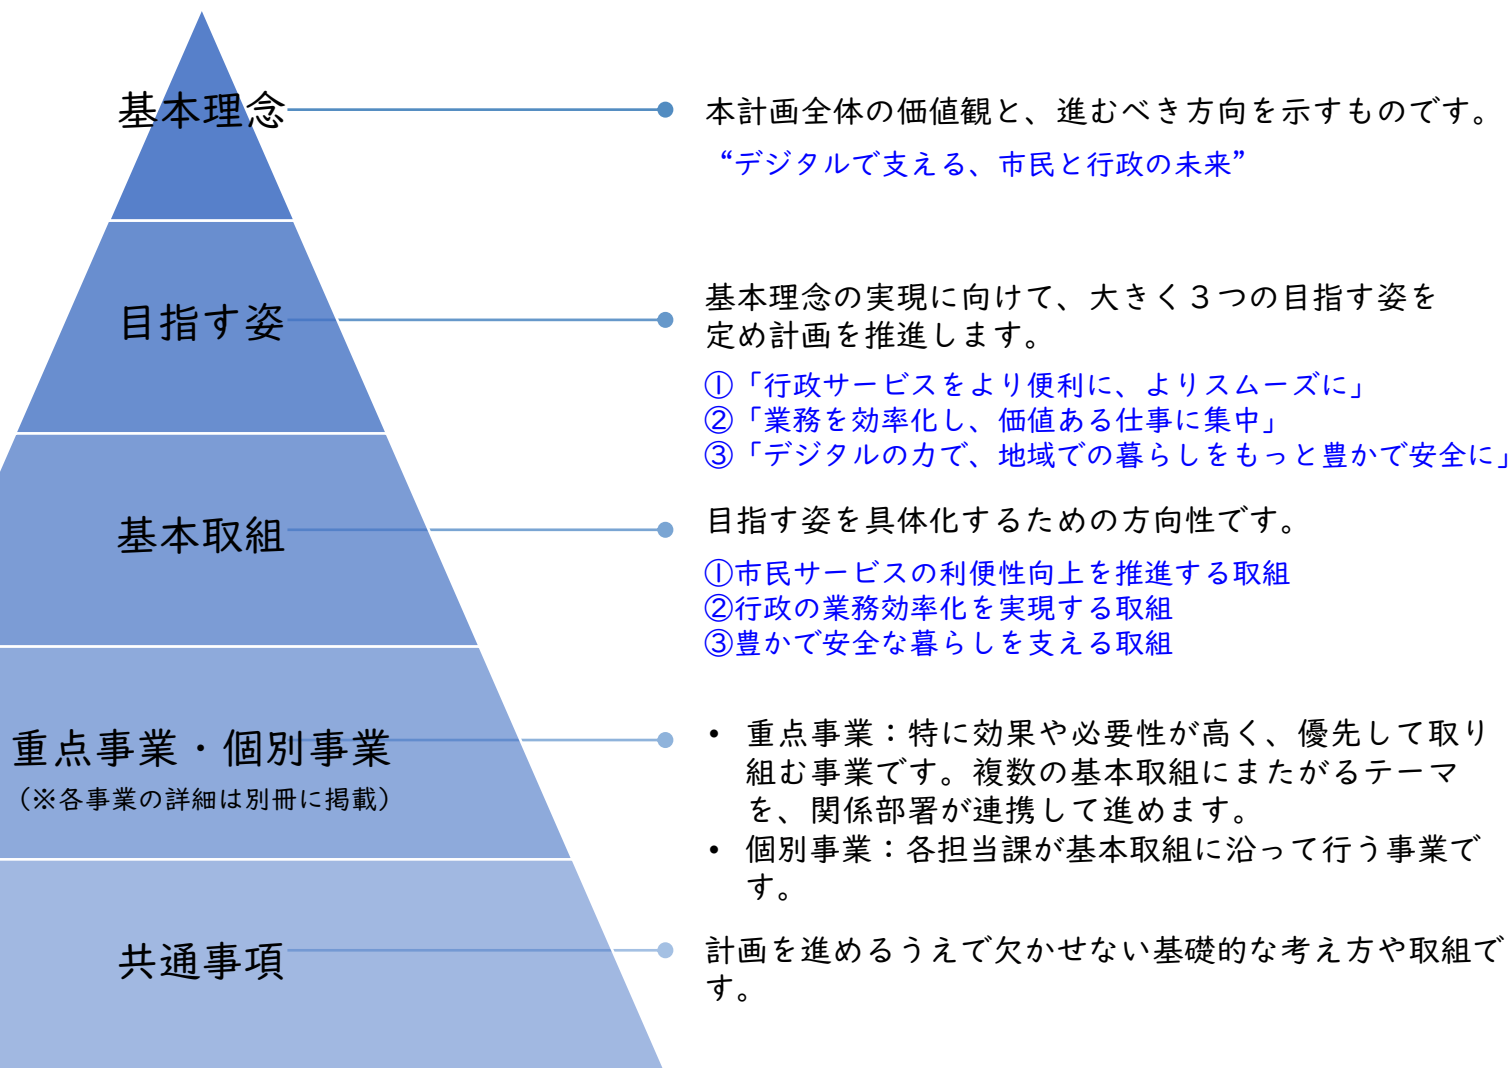 基本理念
本計画全体の価値観と、進むべき方向を示すものです。
“デジタルで支える、市民と行政の未来”
目指す姿
基本理念の実現に向けて、大きく３つの目指す姿を
定め計画を推進します。
①「行政サービスをより便利に、よりスムーズに」
②「業務を効率化し、価値ある仕事に集中」
③「デジタルの力で、地域での暮らしをもっと豊かで安全に」
基本取組
目指す姿を具体化するための方向性です。
①市民サービスの利便性向上を推進する取組
②行政の業務効率化を実現する取組
③豊かで安全な暮らしを支える取組
重点事業・個別事業
（※各事業の詳細は別冊に掲載）
• 重点事業：特に効果や必要性が高く、優先して取り
組む事業です。複数の基本取組にまたがるテーマ
を、関係部署が連携して進めます。
• 個別事業：各担当課が基本取組に沿って行う事業で
す。
共通事項
計画を進めるうえで欠かせない基礎的な考え方や取組で
す。